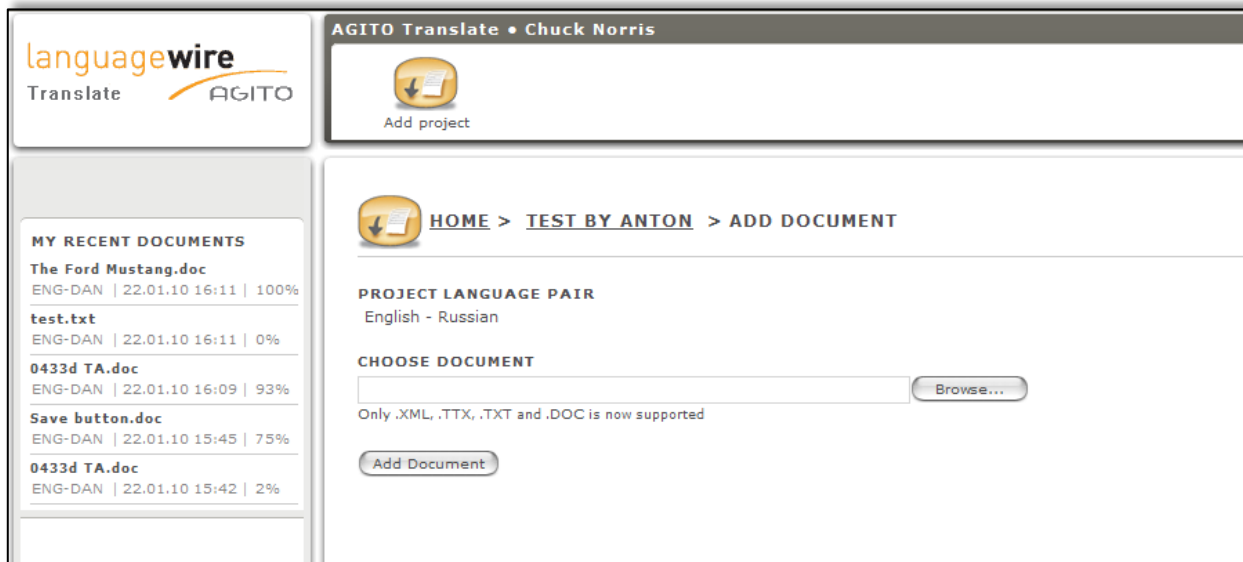 languagewire
Translate AGITO
AGITO Translate • Chuck Norris
Add project
MY RECENT DOCUMENTS
The Ford Mustang.doc
ENG-DAN | 22.01.10 16:11 | 100%
test.txt
ENG-DAN | 22.01.10 16:11 | 0%
0433d TA.doc
ENG-DAN | 22.01.10 16:09 | 93%
Save button.doc
ENG-DAN | 22.01.10 15:45 | 75%
0433d TA.doc
ENG-DAN | 22.01.10 15:42 | 2%
HOME > TEST BY ANTON > ADD DOCUMENT
PROJECT LANGUAGE PAIR
English - Russian
CHOOSE DOCUMENT
Browse...
Only .XML, .TTX, .TXT and .DOC is now supported
Add Document